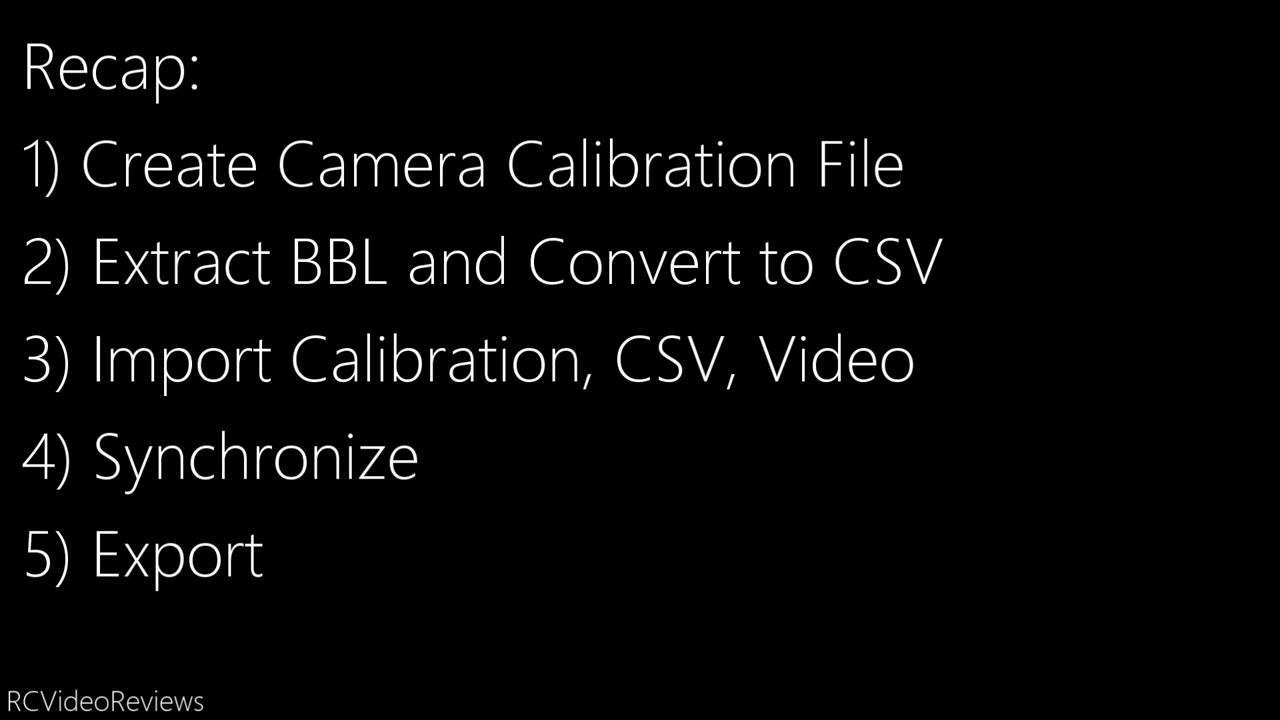 Recap:
1) Create Camera Calibration File
2) Extract BBL and Convert to CSV
3) Import Calibration, CSV, Video
4) Synchronize
5) Export
RCVideoReviews